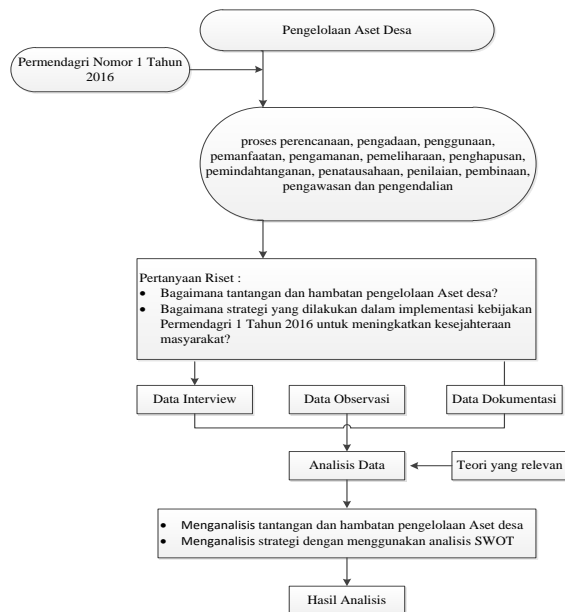 Pengelolaan Aset Desa
Permendagri Nomor 1 Tahun
2016
proses perencanaan, pengadaan, penggunaan,
pemanfaatan, pengamanan, pemeliharaan, penghapusan,
pemindahtanganan, penatausahaan, penilaian, pembinaan,
pengawasan dan pengendalian
Pertanyaan Riset :
• Bagaimana tantangan dan hambatan pengelolaan Aset desa?
• Bagaimana strategi yang dilakukan dalam implementasi kebijakan
Permendagri 1 Tahun 2016 untuk meningkatkan kesejahteraan
masyarakat?
Data Interview
Data Observasi
Data Dokumentasi
Analisis Data
Teori yang relevan
• Menganalisis tantangan dan hambatan pengelolaan Aset desa
• Menganalisis strategi dengan menggunakan analisis SWOT
Hasil Analisis